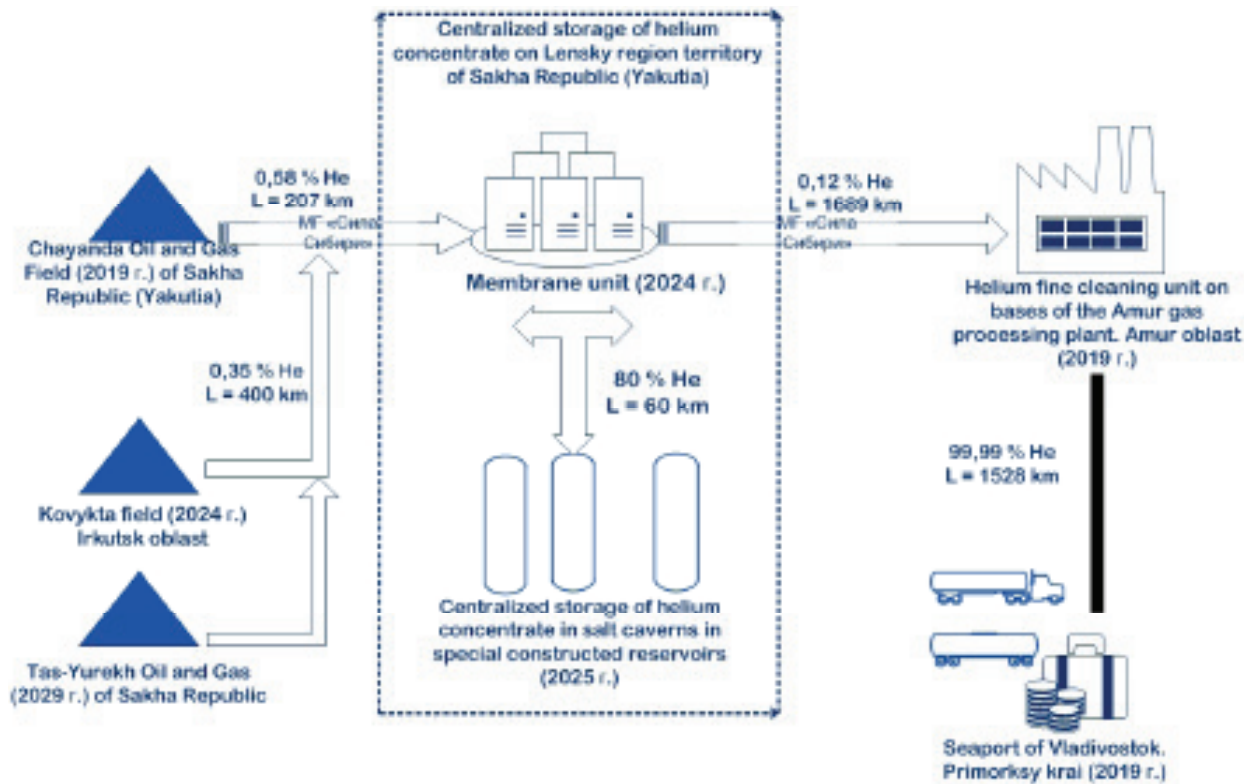 Centralized storage of helium
concentrate on Lensky region territory
of Sakha Republic (Yakutia)
0,58 % He
L = 207 km
МГ «Сила
Сибири»
Chayanda Oil and Gas
Field (2019 г.) of Sakha
Republic (Yakutia)
0,35 % He
L = 400 km
Kovykta field (2024 г.)
Irkutsk oblast
Tas-Yurekh Oil and Gas
(2029 г.) of Sakha Republic
Membrane unit (2024 г.)
80 % He
L = 60 km
Centralized storage of helium
concentrate in salt caverns in
special constructed reservoirs
(2025 г.)
0,12 % He
L = 1689 km
МГ «Сила
Сибири»
Helium fine cleaning unit on
bases of the Amur gas
processing plant. Amur oblast
(2019 г.)
99,99 % He
L = 1528 km
Seaport of Vladivostok.
Primorksy krai (2019 г.)